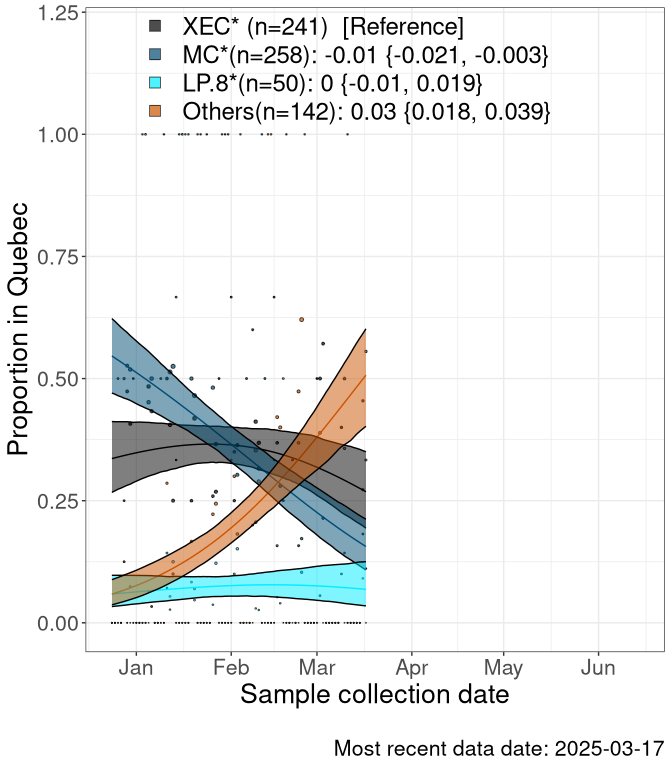 XEC* (n=241)  [Reference]
MC*(n=258): -0.01 {-0.021, -0.003}
LP.8*(n=50): 0 {-0.01, 0.019}
Others(n=142): 0.03 {0.018, 0.039}
1.25
1.00
0.75
0.50
0.25
0.00
Proportion in Quebec
Jan Feb Mar Apr May Jun
Sample collection date
Most recent data date: 2025-03-17